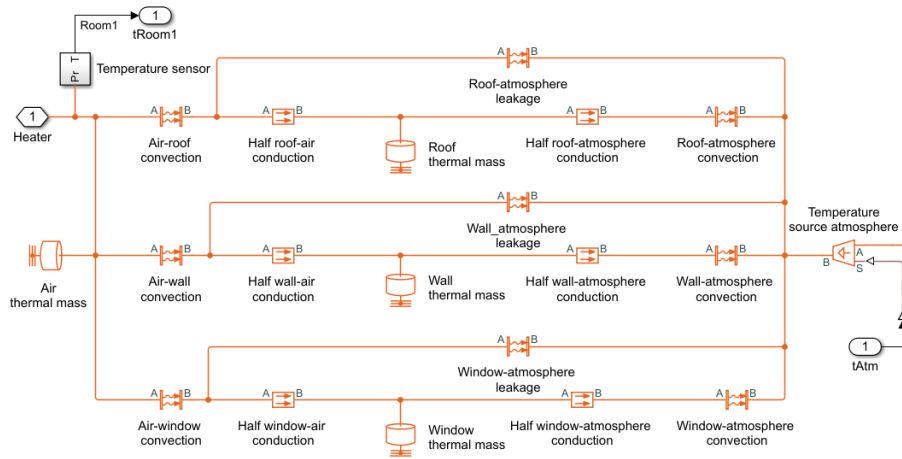 1
Room1
tRoom1
T
Pr
Temperature sensor
A B
Roof-atmosphere
leakage
1
Heater
A B
Air-roof
convection
A B
Half roof-air
conduction
Roof
thermal mass
A B
Half roof-atmosphere
conduction
A B
Roof-atmosphere
convection
A B
Wall_atmosphere
leakage
Temperature
source atmosphere
Air
thermal mass
A B
Air-wall
convection
A B
Half wall-air
conduction
Wall
thermal mass
A B
Half wall-atmosphere
conduction
A B
Wall-atmosphere
convection
B
A
S
A B
Window-atmosphere
leakage
1
tAtm
A B
Air-window
convection
A B
Half window-air
conduction
Window
thermal mass
A B
Half window-atmosphere
conduction
A B
Window-atmosphere
convection